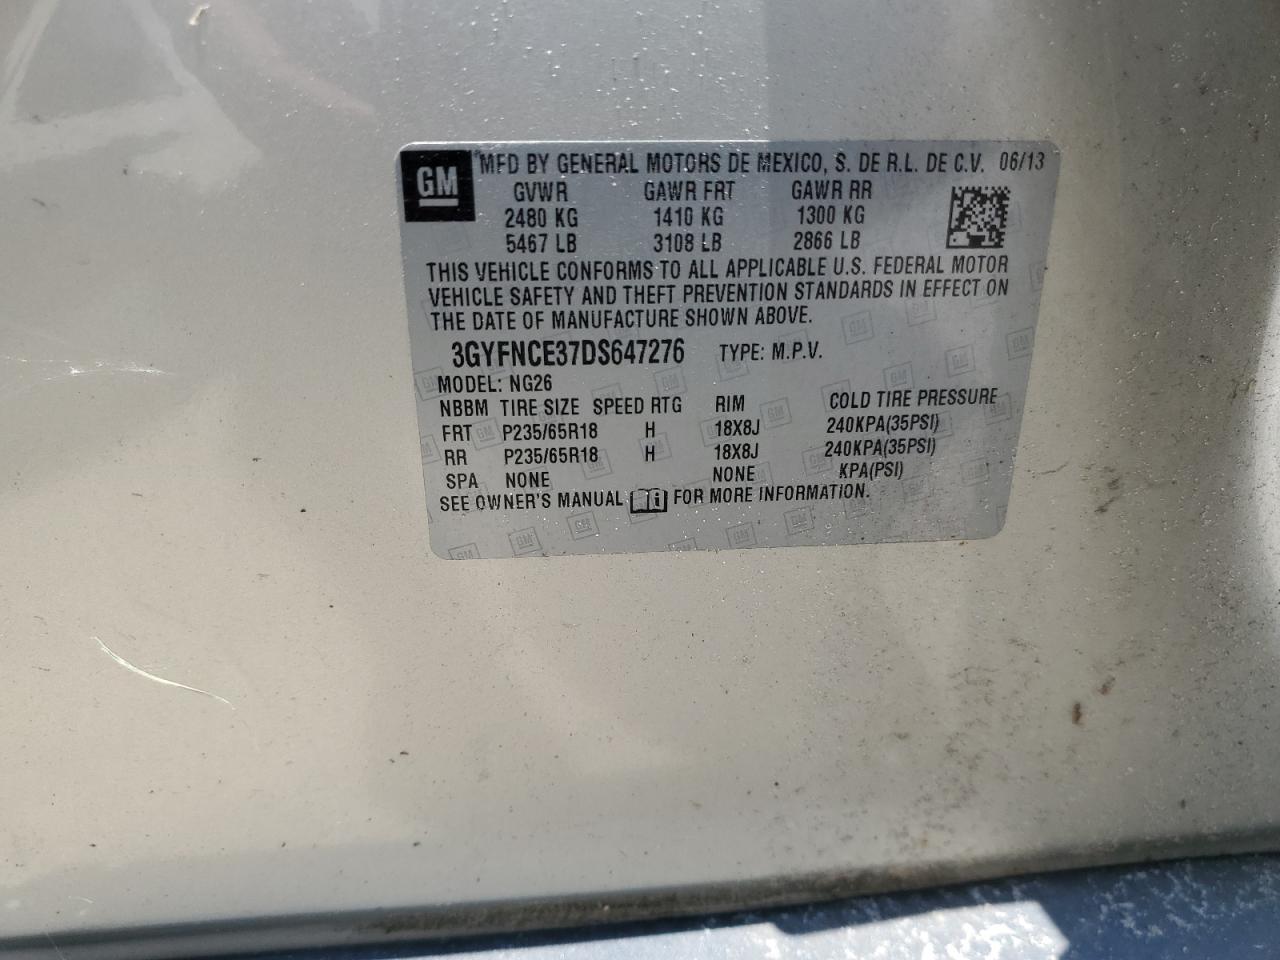 GM MFD BY GENERAL MOTORS DE MEXICO, S. DE R.L. DE C.V. 06/13
GVWR GAWR FRT GAWR RR
2480 KG 1410 KG 1300 KG
5467 LB 3108 LB 2866 LB
THIS VEHICLE CONFORMS TO ALL APPLICABLE U.S. FEDERAL MOTOR
VEHICLE SAFETY AND THEFT PREVENTION STANDARDS IN EFFECT ON
THE DATE OF MANUFACTURE SHOWN ABOVE.
3GYFNCE37DS647276 TYPE: M.P.V.
MODEL: NG26
NBBM TIRE SIZE SPEED RTG RIM COLD TIRE PRESSURE
FRT P235/65R18 H 18X8J 240KPA(35PSI)
RR P235/65R18 H 18X8J 240KPA(35PSI)
SPA NONE NONE KPA(PSI)
SEE OWNER'S MANUAL FOR MORE INFORMATION.